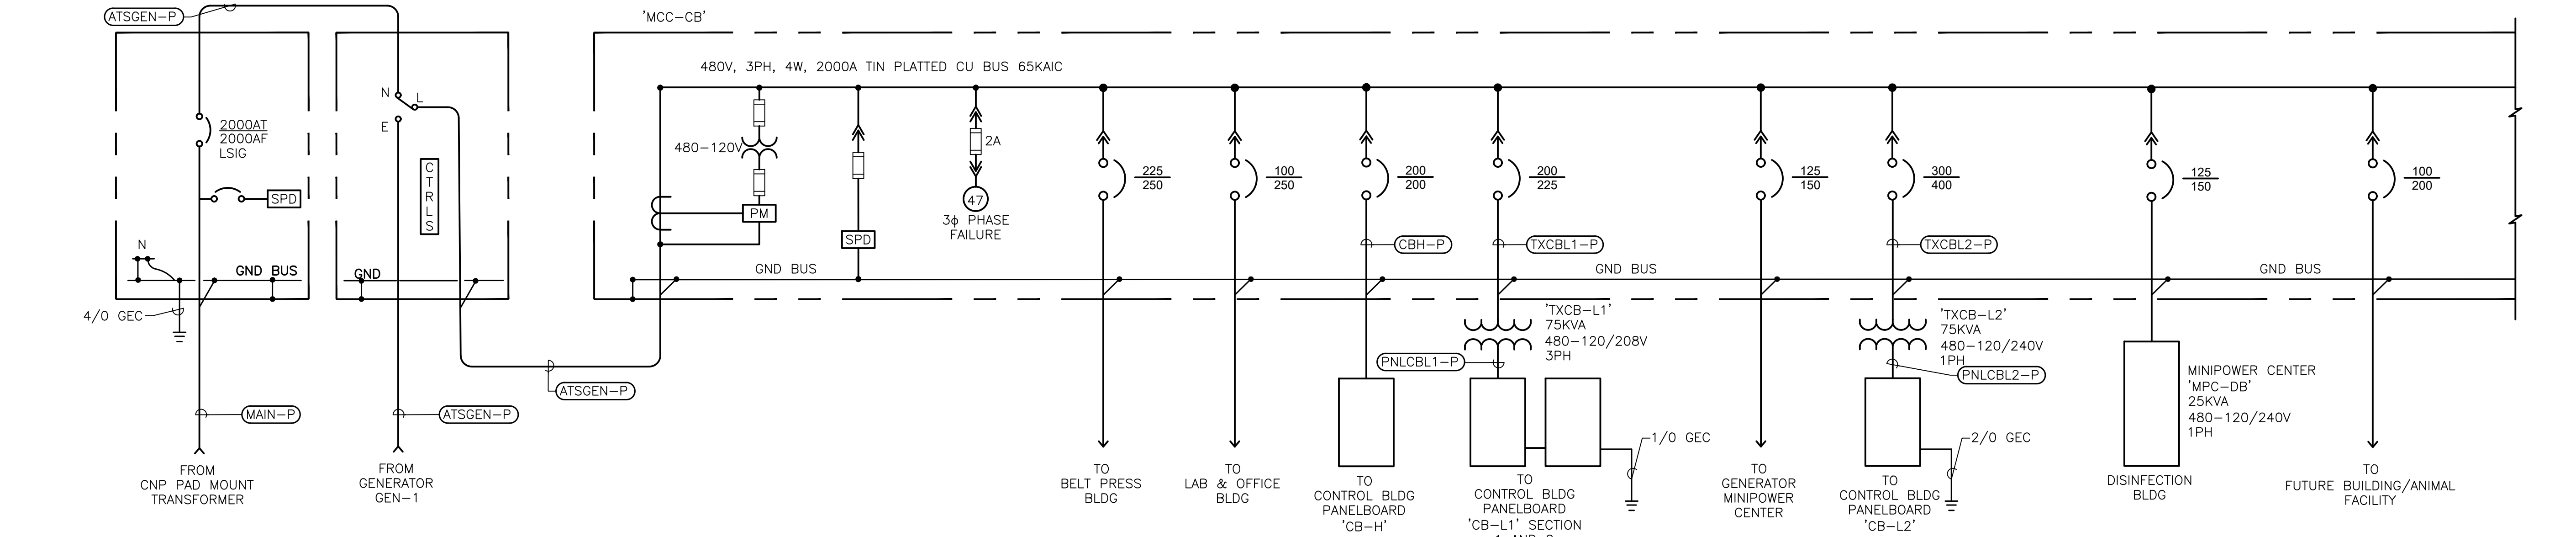 ATSGEN-P
'MCC-CB'
480V, 3PH, 4W, 2000A TIN PLATTED CU BUS 65KAIC
2000AT
2000AF
LSIG
SPD
N
GND BUS
4/0 GEC
MAIN-P
FROM
CNP PAD MOUNT
TRANSFORMER
N
L
E
CTRLS
GND
ATSGEN-P
FROM
GENERATOR
GEN-1
ATSGEN-P
480-120V
PM
SPD
2A
47
3ϕ PHASE
FAILURE
GND BUS
GND BUS
GND BUS
225
250
TO
BELT PRESS
BLDG
100
250
TO
LAB & OFFICE
BLDG
200
200
CBH-P
TO
CONTROL BLDG
PANELBOARD
'CB-H'
200
225
TXCBL1-P
'TXCB-L1'
75KVA
480-120/208V
3PH
PNLCBL1-P
1/0 GEC
TO
CONTROL BLDG
PANELBOARD
'CB-L1' SECTION
125
150
TO
GENERATOR
MINIPOWER
CENTER
300
400
TXCBL2-P
'TXCB-L2'
75KVA
480-120/240V
1PH
PNLCBL2-P
2/0 GEC
TO
CONTROL BLDG
PANELBOARD
'CB-L2'
125
150
MINIPOWER CENTER
'MPC-DB'
25KVA
480-120/240V
1PH
DISINFECTION
BLDG
100
200
TO
FUTURE BUILDING/ANIMAL
FACILITY